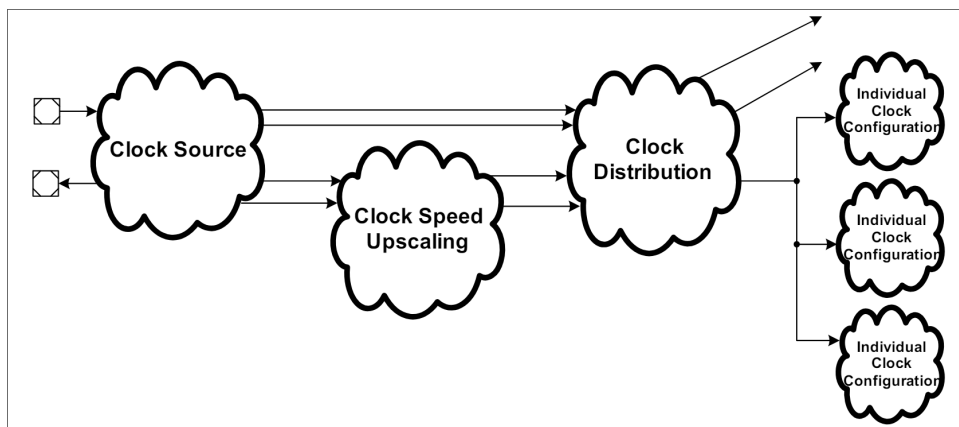 Clock Source
Clock Speed
Upscaling
Clock
Distribution
Individual
Clock
Configuration
Individual
Clock
Configuration
Individual
Clock
Configuration